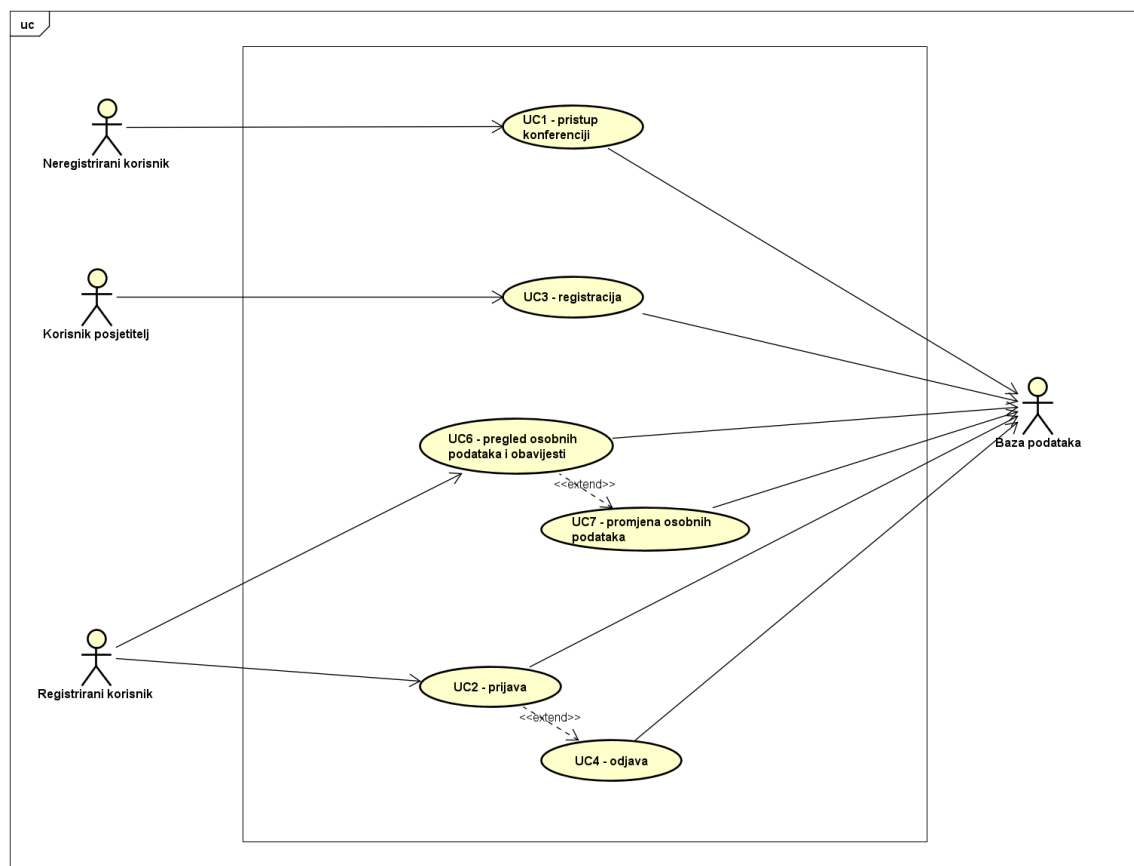 uc
UC1 - pristup
konferenciji
Neregistrirani korisnik
UC3 - registracija
Korisnik posjetitelj
UC6 - pregled osobnih
podataka i obavijesti
Baza podataka
<<extend>>
UC7 - promjena osobnih
podataka
UC2 - prijava
Registrirani korisnik
<<extend>>
UC4 - odjava